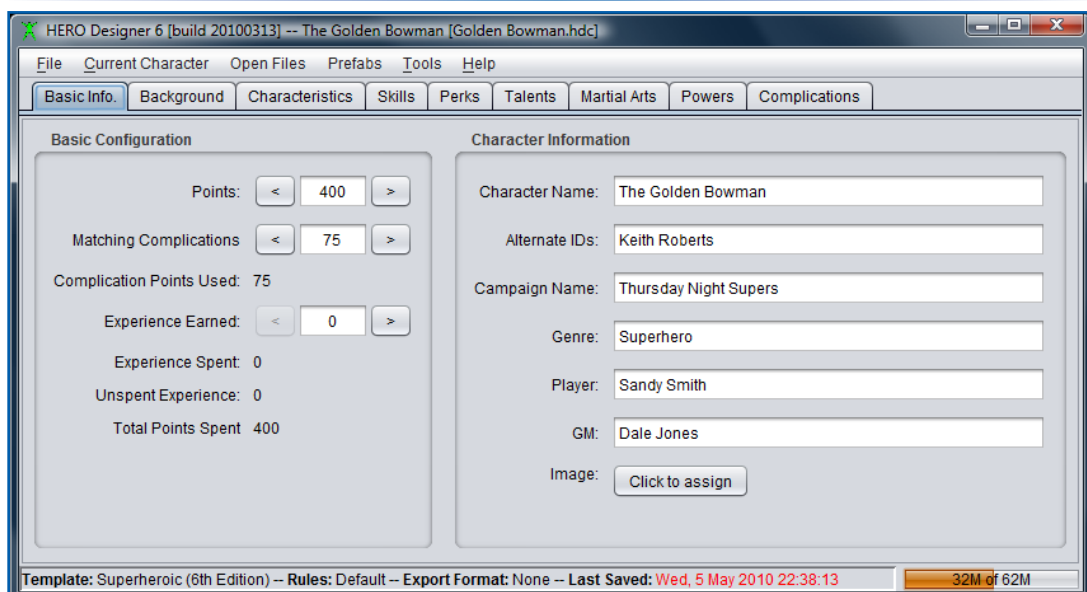 HERO Designer 6 [build 20100313] -- The Golden Bowman [Golden Bowman.hdc]
File Current Character Open Files Prefabs Tools Help
Basic Info. Background Characteristics Skills Perks Talents Martial Arts Powers Complications
Basic Configuration
Points: < 400 >
Matching Complications < 75 >
Complication Points Used: 75
Experience Earned: < 0 >
Experience Spent: 0
Unspent Experience: 0
Total Points Spent 400
Character Information
Character Name: The Golden Bowman
Alternate IDs: Keith Roberts
Campaign Name: Thursday Night Supers
Genre: Superhero
Player: Sandy Smith
GM: Dale Jones
Image: Click to assign
Template: Superheroic (6th Edition) -- Rules: Default -- Export Format: None -- Last Saved: Wed, 5 May 2010 22:38:13
32M of 62M